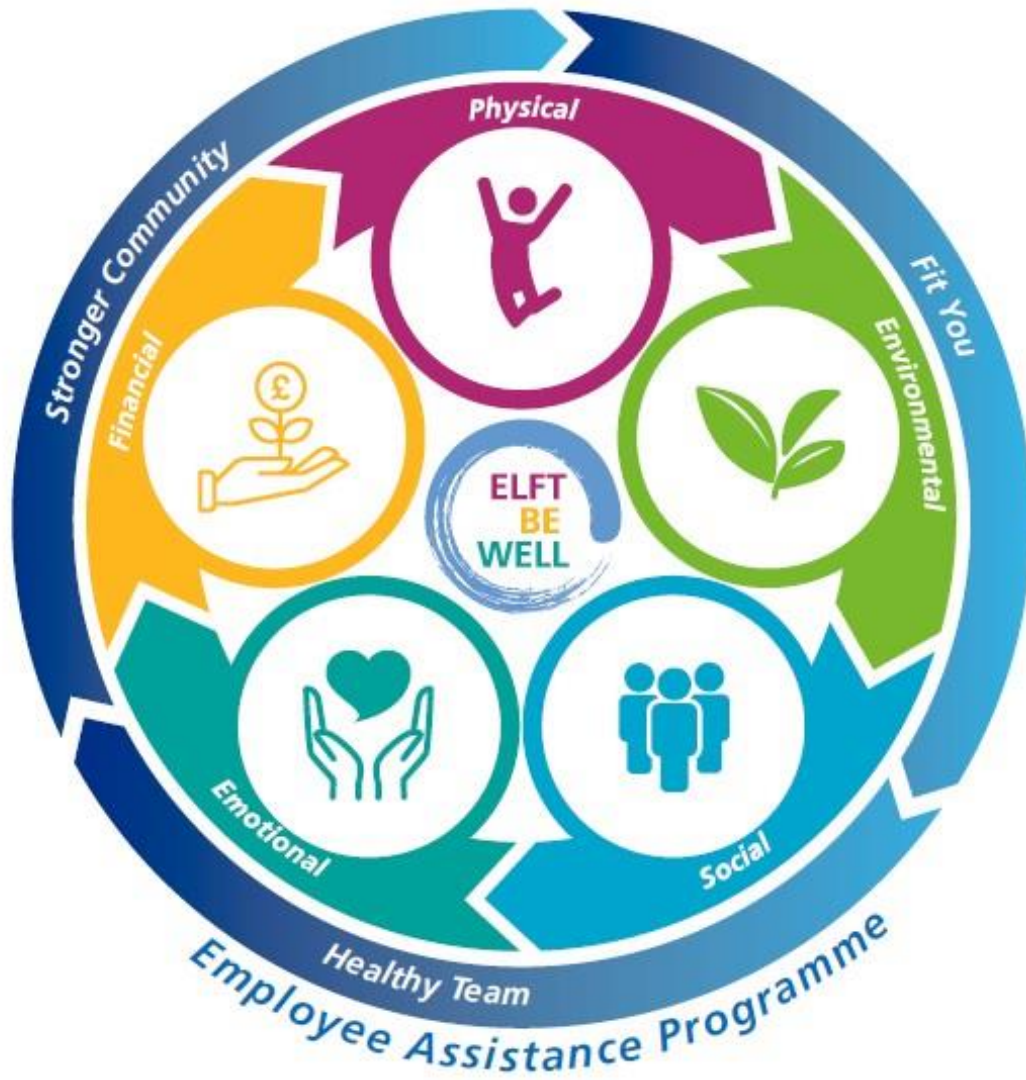 Physical
Stronger Community
Fit You
Financial
£
Environmental
ELFT
BE
WELL
Emotional
Social
Healthy Team
Employee Assistance Programme